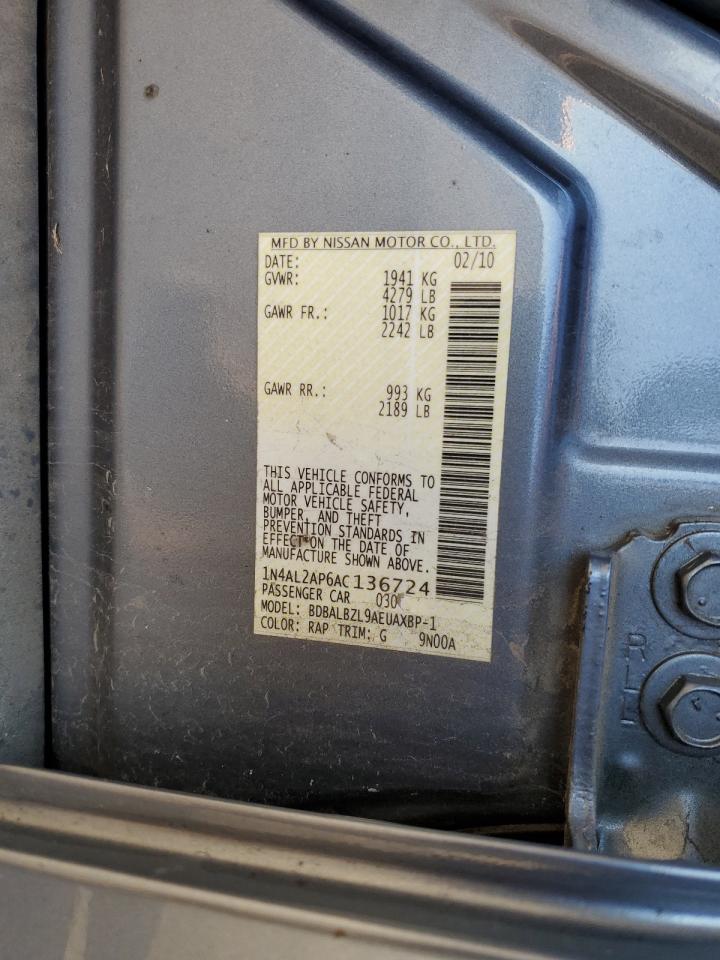 MFD BY NISSAN MOTOR CO., LTD.
DATE: 02/10
GVWR: 1941 KG
4279 LB
GAWR FR.: 1017 KG
2242 LB
GAWR RR.: 993 KG
2189 LB
THIS VEHICLE CONFORMS TO
ALL APPLICABLE FEDERAL
MOTOR VEHICLE SAFETY,
BUMPER, AND THEFT
PREVENTION STANDARDS IN
EFFECT ON THE DATE OF
MANUFACTURE SHOWN ABOVE.
1N4AL2AP6AC136724
PASSENGER CAR 030
MODEL: BDBALBZL9AEUAXBP-1
COLOR: RAP TRIM: G 9N00A